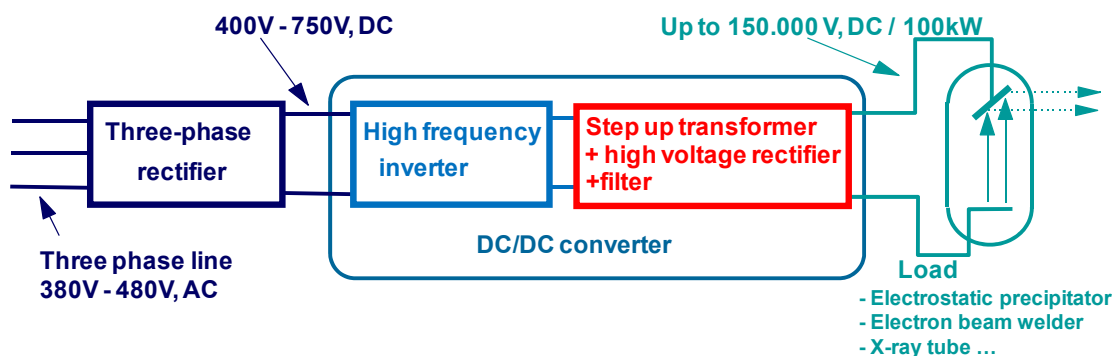 400V - 750V, DC
Up to 150.000 V, DC / 100kW
Three-phase
rectifier
High frequency
inverter
Step up transformer
+ high voltage rectifier
+filter
DC/DC converter
Three phase line
380V - 480V, AC
Load
- Electrostatic precipitator
- Electron beam welder
- X-ray tube ...